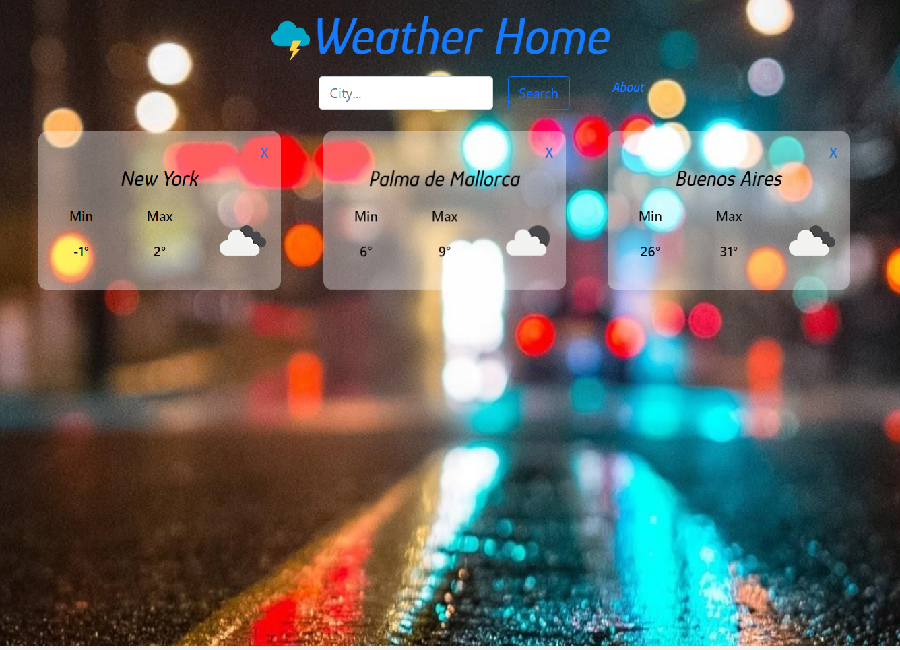 Weather Home
City...
Search
About
X
New York
Min Max
-1° 2°
X
Palma de Mallorca
Min Max
6° 9°
X
Buenos Aires
Min Max
26° 31°